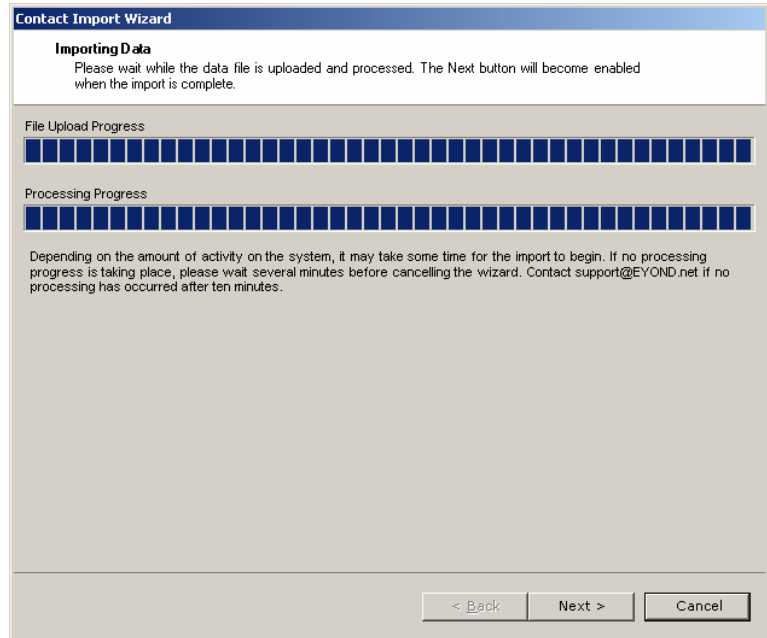 Contact Import Wizard
Importing Data
Please wait while the data file is uploaded and processed. The Next button will become enabled
when the import is complete.
File Upload Progress
Processing Progress
Depending on the amount of activity on the system, it may take some time for the import to begin. If no processing
progress is taking place, please wait several minutes before cancelling the wizard. Contact support@EYOND.net if no
processing has occurred after ten minutes.
< Back
Next >
Cancel